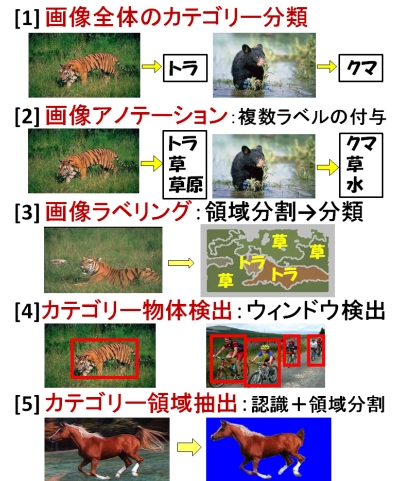 [1] 画像全体のカテゴリー分類
トラ
クマ
[2] 画像アノテーション：複数ラベルの付与
トラ
草
草原
クマ
草
水
[3] 画像ラベリング：領域分割→分類
草
草
トラ
草
トラ
草
[4]カテゴリー物体検出：ウィンドウ検出
[5] カテゴリー領域抽出：認識＋領域分割